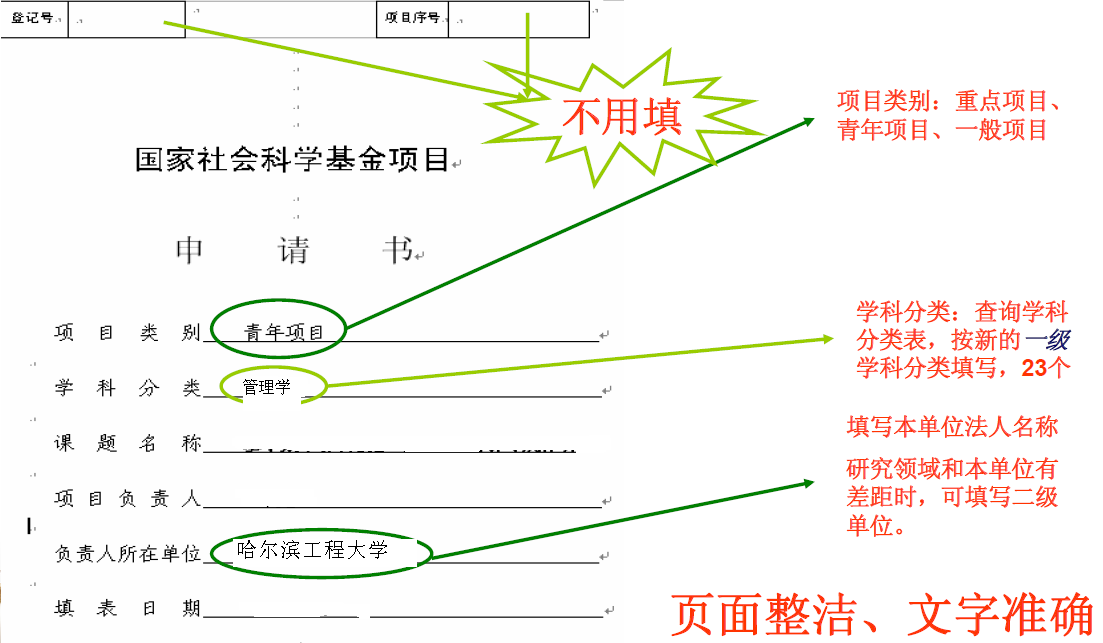 登记号
项目序号
不用填
项目类别：重点项目、
青年项目、一般项目
国家社会科学基金项目
申 请 书
项 目 类 别 青年项目
学科分类：查询学科
分类表，按新的一级
学科分类填写，23个
学 科 分 类 管理学
填写本单位法人名称
课 题 名 称
研究领域和本单位有
差距时，可填写二级
单位。
项 目 负 责 人
负责人所在单位 哈尔滨工程大学
填 表 日 期
页面整洁、文字准确